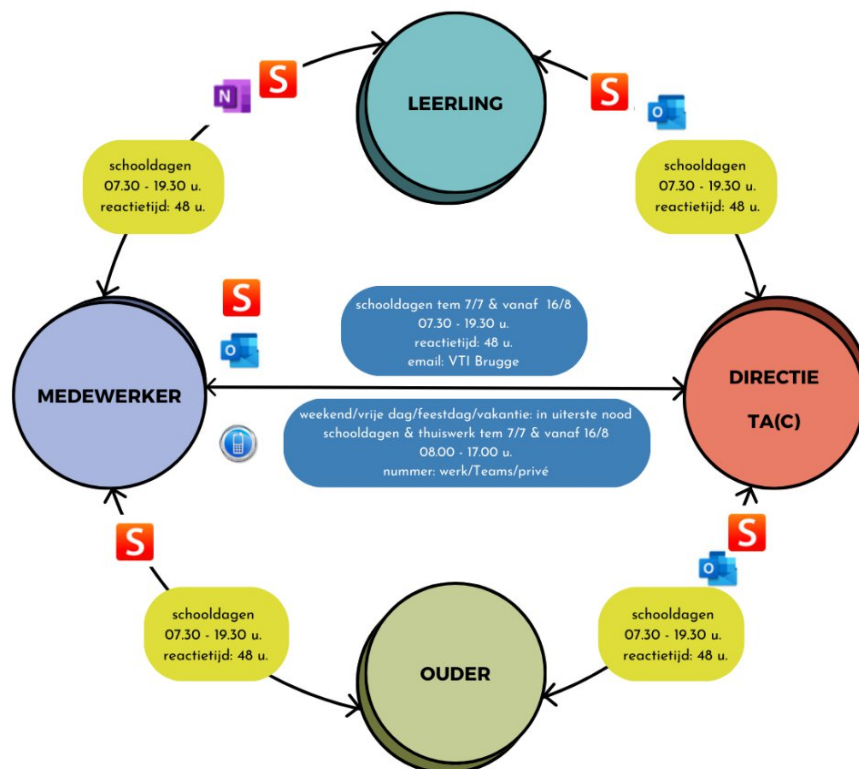 LEERLING
N
S
S
O
schooldagen
07.30 - 19.30 u.
reactietijd: 48 u.
schooldagen
07.30 - 19.30 u.
reactietijd: 48 u.
MEDEWERKER
S
O
schooldagen tem 7/7 & vanaf 16/8
07.30 - 19.30 u.
reactietijd: 48 u.
email: VTI Brugge
weekend/vrije dag/feestdag/vakantie: in uiterste nood
schooldagen & thuiswerk tem 7/7 & vanaf 16/8
08.00 - 17.00 u.
nummer: werk/Teams/privé
DIRECTIE
TA(C)
S
schooldagen
07.30 - 19.30 u.
reactietijd: 48 u.
OUDER
S
O
schooldagen
07.30 - 19.30 u.
reactietijd: 48 u.